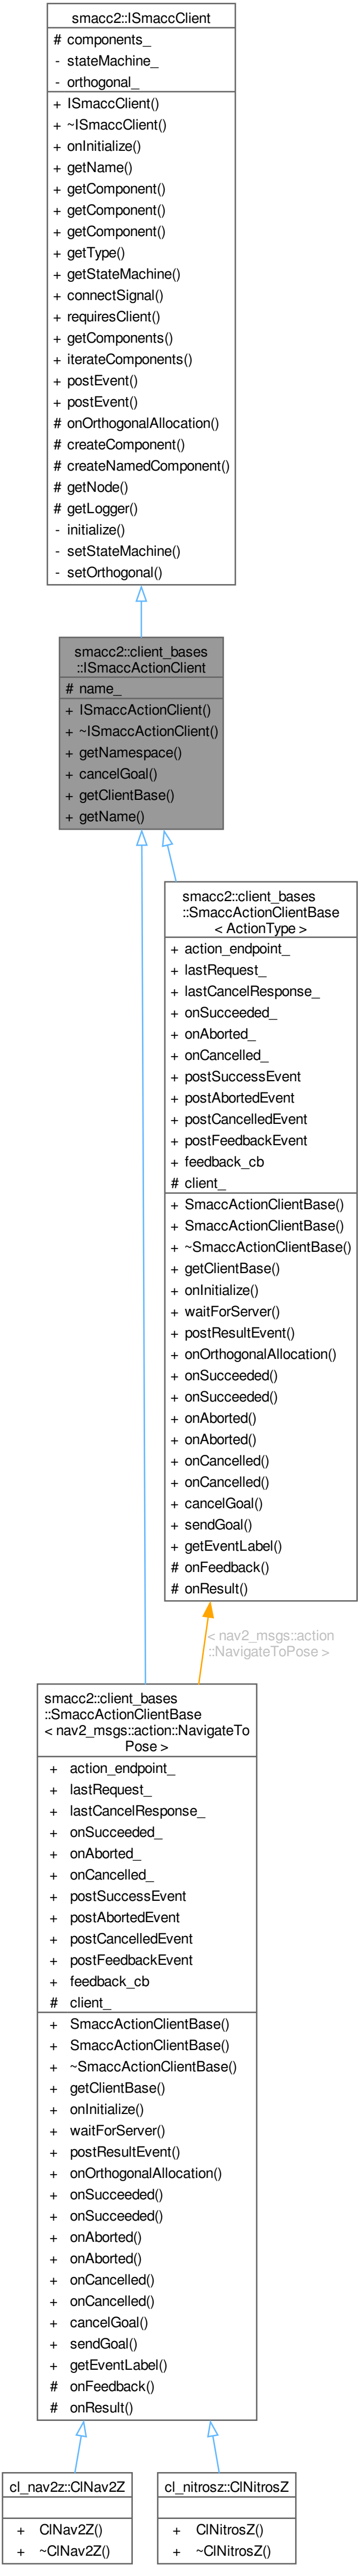 smacc2::ISmaccClient
# components_
- stateMachine_
- orthogonal_
+ ISmaccClient()
+ ~ISmaccClient()
+ onInitialize()
+ getName()
+ getComponent()
+ getComponent()
+ getComponent()
+ getType()
+ getStateMachine()
+ connectSignal()
+ requiresClient()
+ getComponents()
+ iterateComponents()
+ postEvent()
+ postEvent()
# onOrthogonalAllocation()
# createComponent()
# createNamedComponent()
# getNode()
# getLogger()
- initialize()
- setStateMachine()
- setOrthogonal()
smacc2::client_bases
::ISmaccActionClient
# name_
+ ISmaccActionClient()
+ ~ISmaccActionClient()
+ getNamespace()
+ cancelGoal()
+ getClientBase()
+ getName()
smacc2::client_bases
::SmaccActionClientBase
< ActionType >
+ action_endpoint_
+ lastRequest_
+ lastCancelResponse_
+ onSucceeded_
+ onAborted_
+ onCancelled_
+ postSuccessEvent
+ postAbortedEvent
+ postCancelledEvent
+ postFeedbackEvent
+ feedback_cb
# client_
+ SmaccActionClientBase()
+ SmaccActionClientBase()
+ ~SmaccActionClientBase()
+ getClientBase()
+ onInitialize()
+ waitForServer()
+ postResultEvent()
+ onOrthogonalAllocation()
+ onSucceeded()
+ onSucceeded()
+ onAborted()
+ onAborted()
+ onCancelled()
+ onCancelled()
+ cancelGoal()
+ sendGoal()
+ getEventLabel()
# onFeedback()
# onResult()
< nav2_msgs::action
::NavigateToPose >
smacc2::client_bases
::SmaccActionClientBase
< nav2_msgs::action::NavigateTo
Pose >
+ action_endpoint_
+ lastRequest_
+ lastCancelResponse_
+ onSucceeded_
+ onAborted_
+ onCancelled_
+ postSuccessEvent
+ postAbortedEvent
+ postCancelledEvent
+ postFeedbackEvent
+ feedback_cb
# client_
+ SmaccActionClientBase()
+ SmaccActionClientBase()
+ ~SmaccActionClientBase()
+ getClientBase()
+ onInitialize()
+ waitForServer()
+ postResultEvent()
+ onOrthogonalAllocation()
+ onSucceeded()
+ onSucceeded()
+ onAborted()
+ onAborted()
+ onCancelled()
+ onCancelled()
+ cancelGoal()
+ sendGoal()
+ getEventLabel()
# onFeedback()
# onResult()
cl_nav2z::ClNav2Z
+ ClNav2Z()
+ ~ClNav2Z()
cl_nitrosz::ClNitrosZ
+ ClNitrosZ()
+ ~ClNitrosZ()